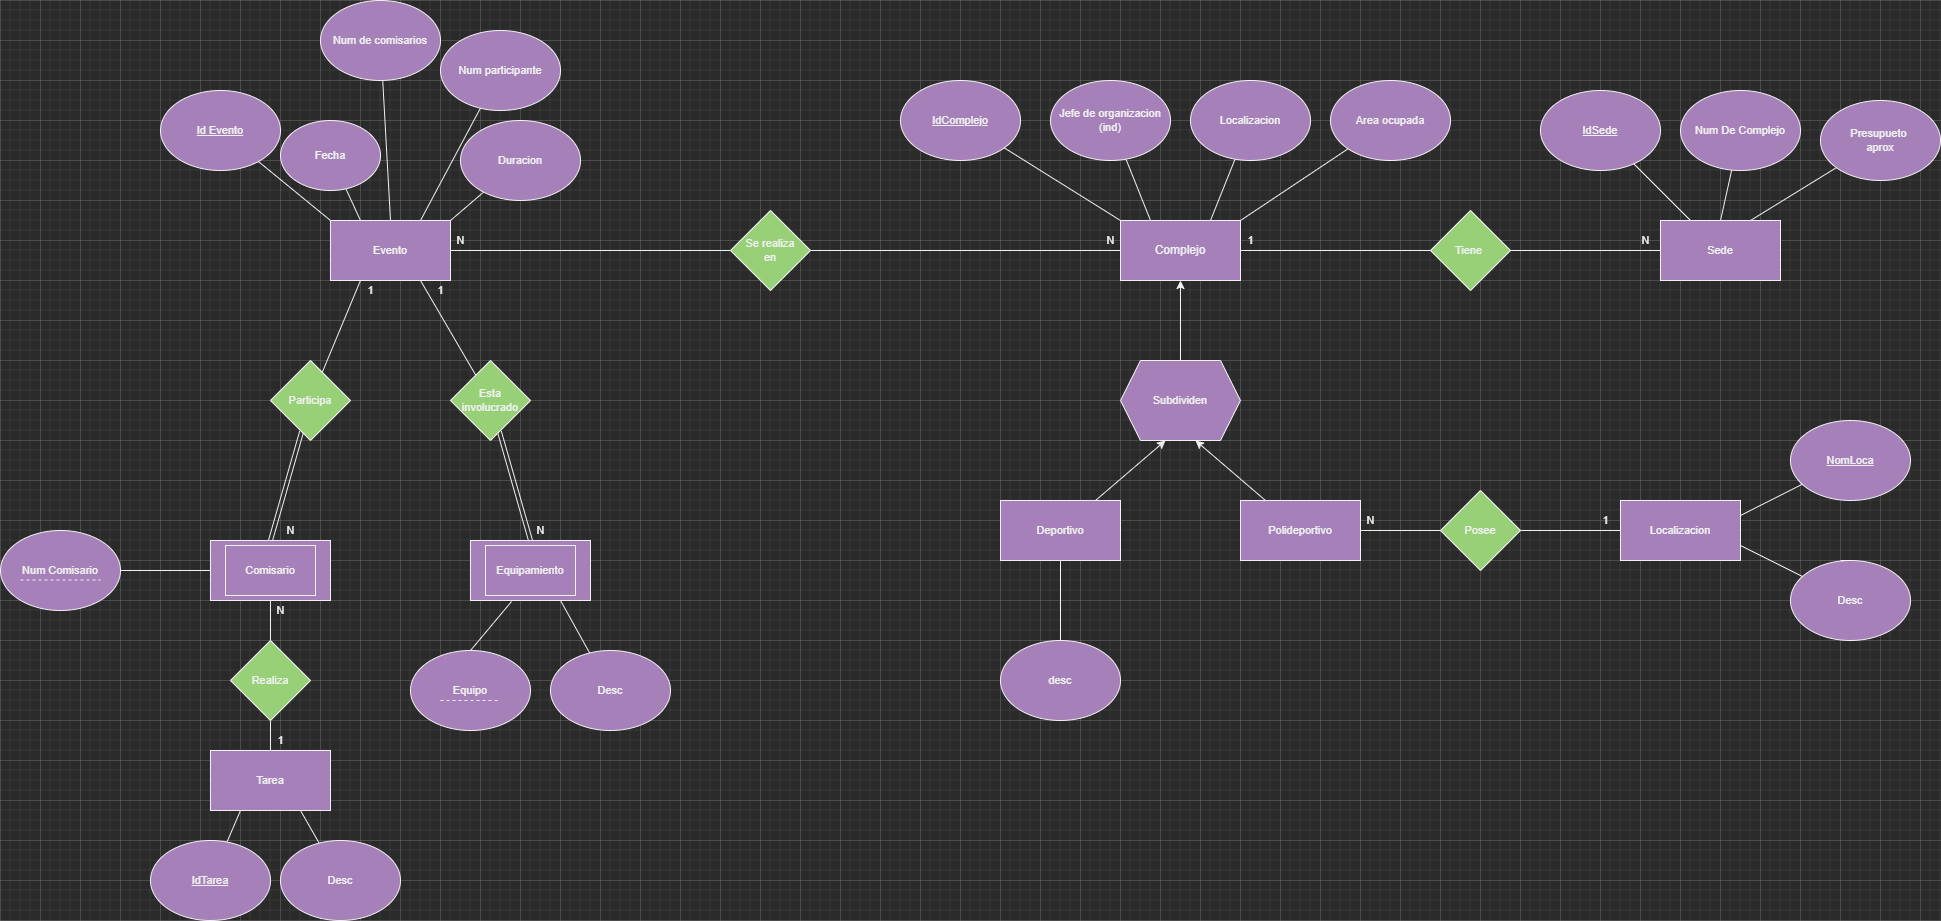 Num de comisarios
Num participante
Id Evento
Fecha
Duracion
IdComplejo
Jefe de organizacion
(ind)
Localizacion
Area ocupada
IdSede
Num De Complejo
Presupueto
aprox
Evento
N
Se realiza
en
N
Complejo
1
Tiene
N
Sede
1
1
Participa
Esta
involucrado
Subdividen
NomLoca
N
N
Deportivo
Polideportivo
N
Posee
1
Localizacion
Num Comisario
Comisario
Equipamiento
Desc
N
Realiza
Equipo
Desc
desc
1
Tarea
IdTarea
Desc